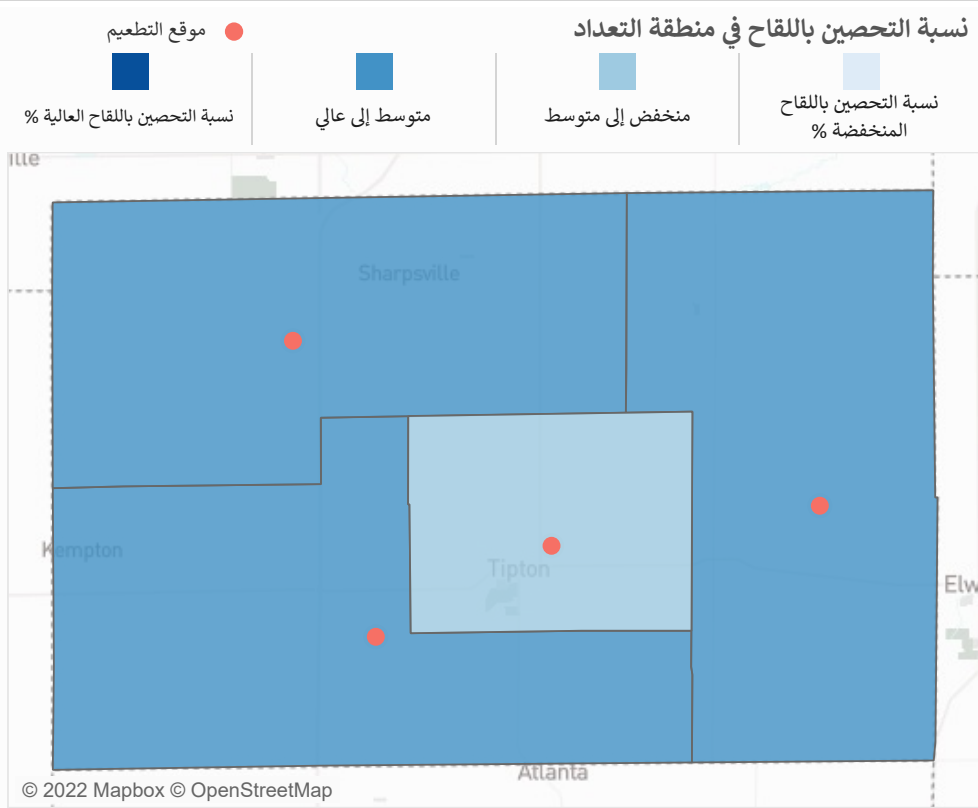 نسبة التحصين باللقاح في منطقة التعداد
موقع التطعيم
نسبة التحصين باللقاح
المنخفضة %
منخفض إلى متوسط
متوسط إلى عالي
نسبة التحصين باللقاح العالية %
ille
Sharpsville
Kempton
Tipton
Elw
Atlanta
© 2022 Mapbox © OpenStreetMap